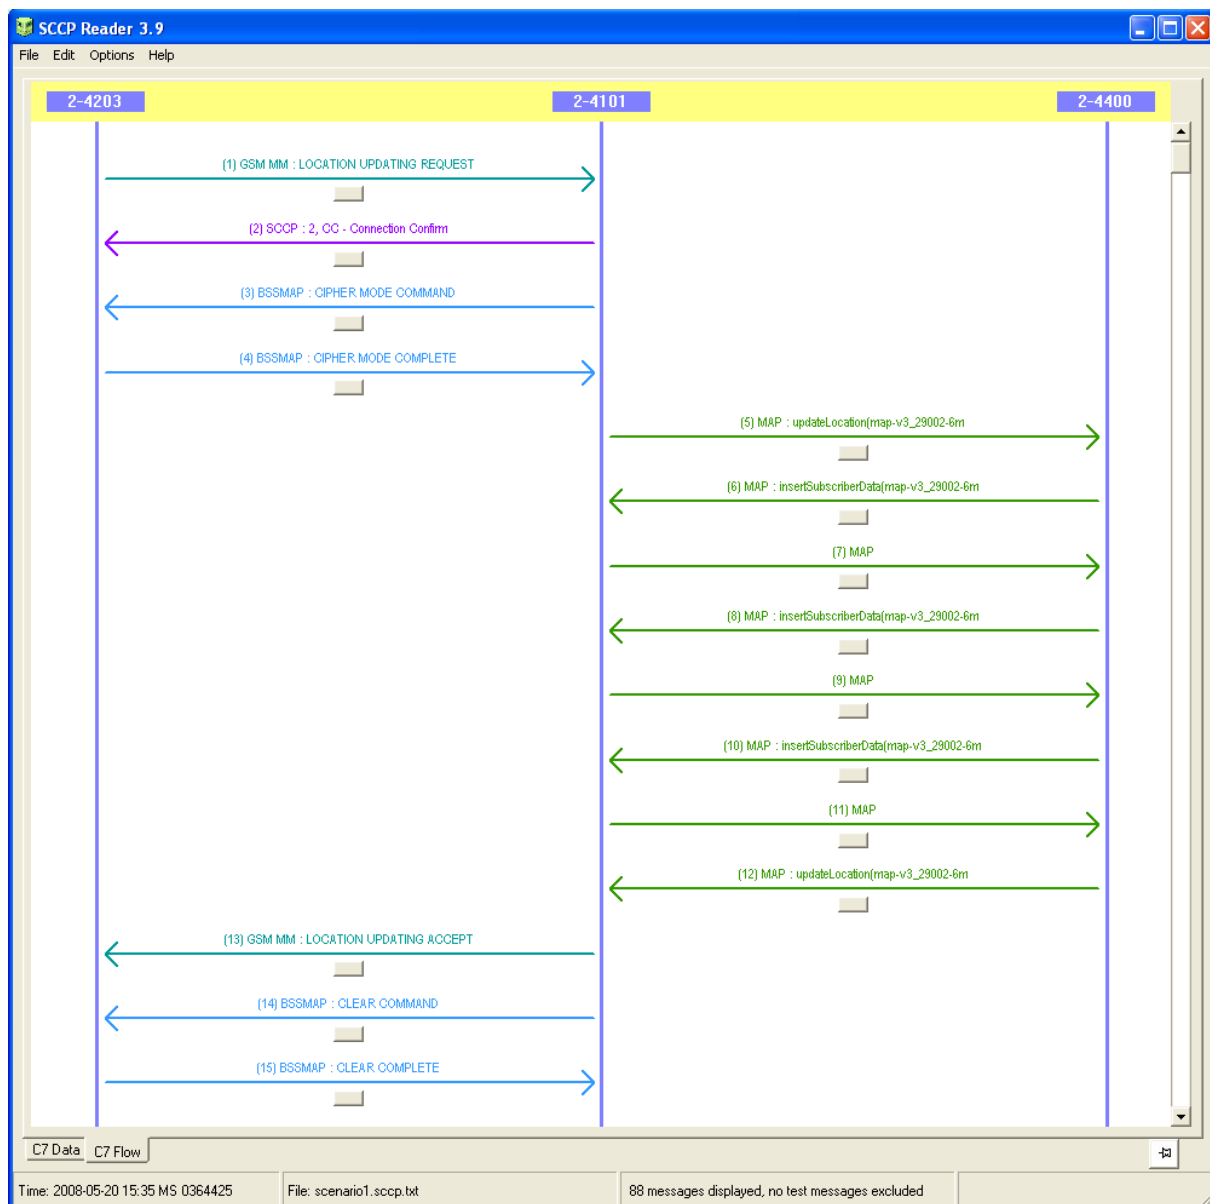 SCCP Reader 3.9
File Edit Options Help
2-4203 2-4101 2-4400
(1) GSM MM : LOCATION UPDATING REQUEST
(2) SCCP : 2, CC - Connection Confirm
(3) BSSMAP : CIPHER MODE COMMAND
(4) BSSMAP : CIPHER MODE COMPLETE
(5) MAP : updateLocation(map-v3_29002-6m
(6) MAP : insertSubscriberData(map-v3_29002-6m
(7) MAP
(8) MAP : insertSubscriberData(map-v3_29002-6m
(9) MAP
(10) MAP : insertSubscriberData(map-v3_29002-6m
(11) MAP
(12) MAP : updateLocation(map-v3_29002-6m
(13) GSM MM : LOCATION UPDATING ACCEPT
(14) BSSMAP : CLEAR COMMAND
(15) BSSMAP : CLEAR COMPLETE
C7 Data C7 Flow
Time: 2008-05-20 15:35 MS 0364425 File: scenario1.sccp.txt 88 messages displayed, no test messages excluded